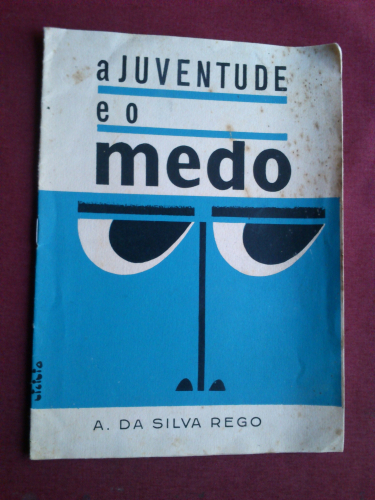 a JUVENTUDE
e o
medo
A. DA SILVA REGO